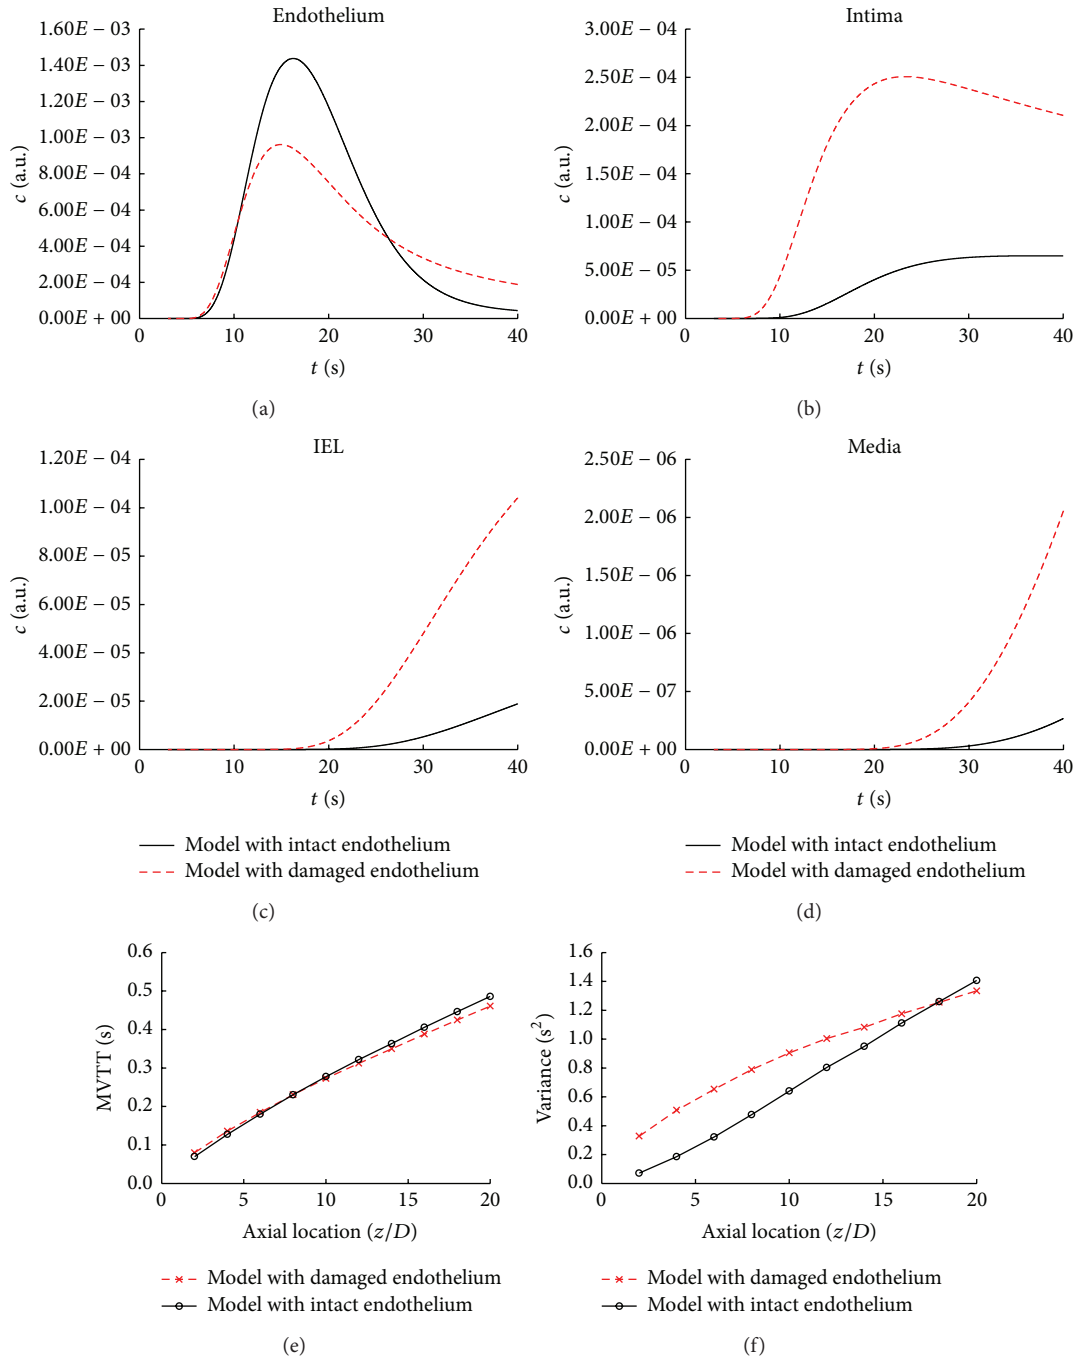 Endothelium
1.60E − 03
1.40E − 03
1.20E − 03
1.00E − 03
8.00E − 04
6.00E − 04
4.00E − 04
2.00E − 04
0.00E + 00
c (a.u.)
0 10 20 30 40
t (s)
(a)
Intima
3.00E − 04
2.50E − 04
2.00E − 04
1.50E − 04
1.00E − 04
5.00E − 05
0.00E + 00
c (a.u.)
0 10 20 30 40
t (s)
(b)
IEL
1.20E − 04
1.00E − 04
8.00E − 05
6.00E − 05
4.00E − 05
2.00E − 05
0.00E + 00
c (a.u.)
0 10 20 30 40
t (s)
Model with intact endothelium
Model with damaged endothelium
(c)
Media
2.50E − 06
2.00E − 06
1.50E − 06
1.00E − 06
5.00E − 07
0.00E + 00
c (a.u.)
0 10 20 30 40
t (s)
Model with intact endothelium
Model with damaged endothelium
(d)
0.6
0.5
0.4
0.3
0.2
0.1
0.0
MVTT (s)
0 5 10 15 20
Axial location (z/D)
Model with damaged endothelium
Model with intact endothelium
(e)
1.6
1.4
1.2
1.0
0.8
0.6
0.4
0.2
0.0
Variance (s²)
0 5 10 15 20
Axial location (z/D)
Model with damaged endothelium
Model with intact endothelium
(f)